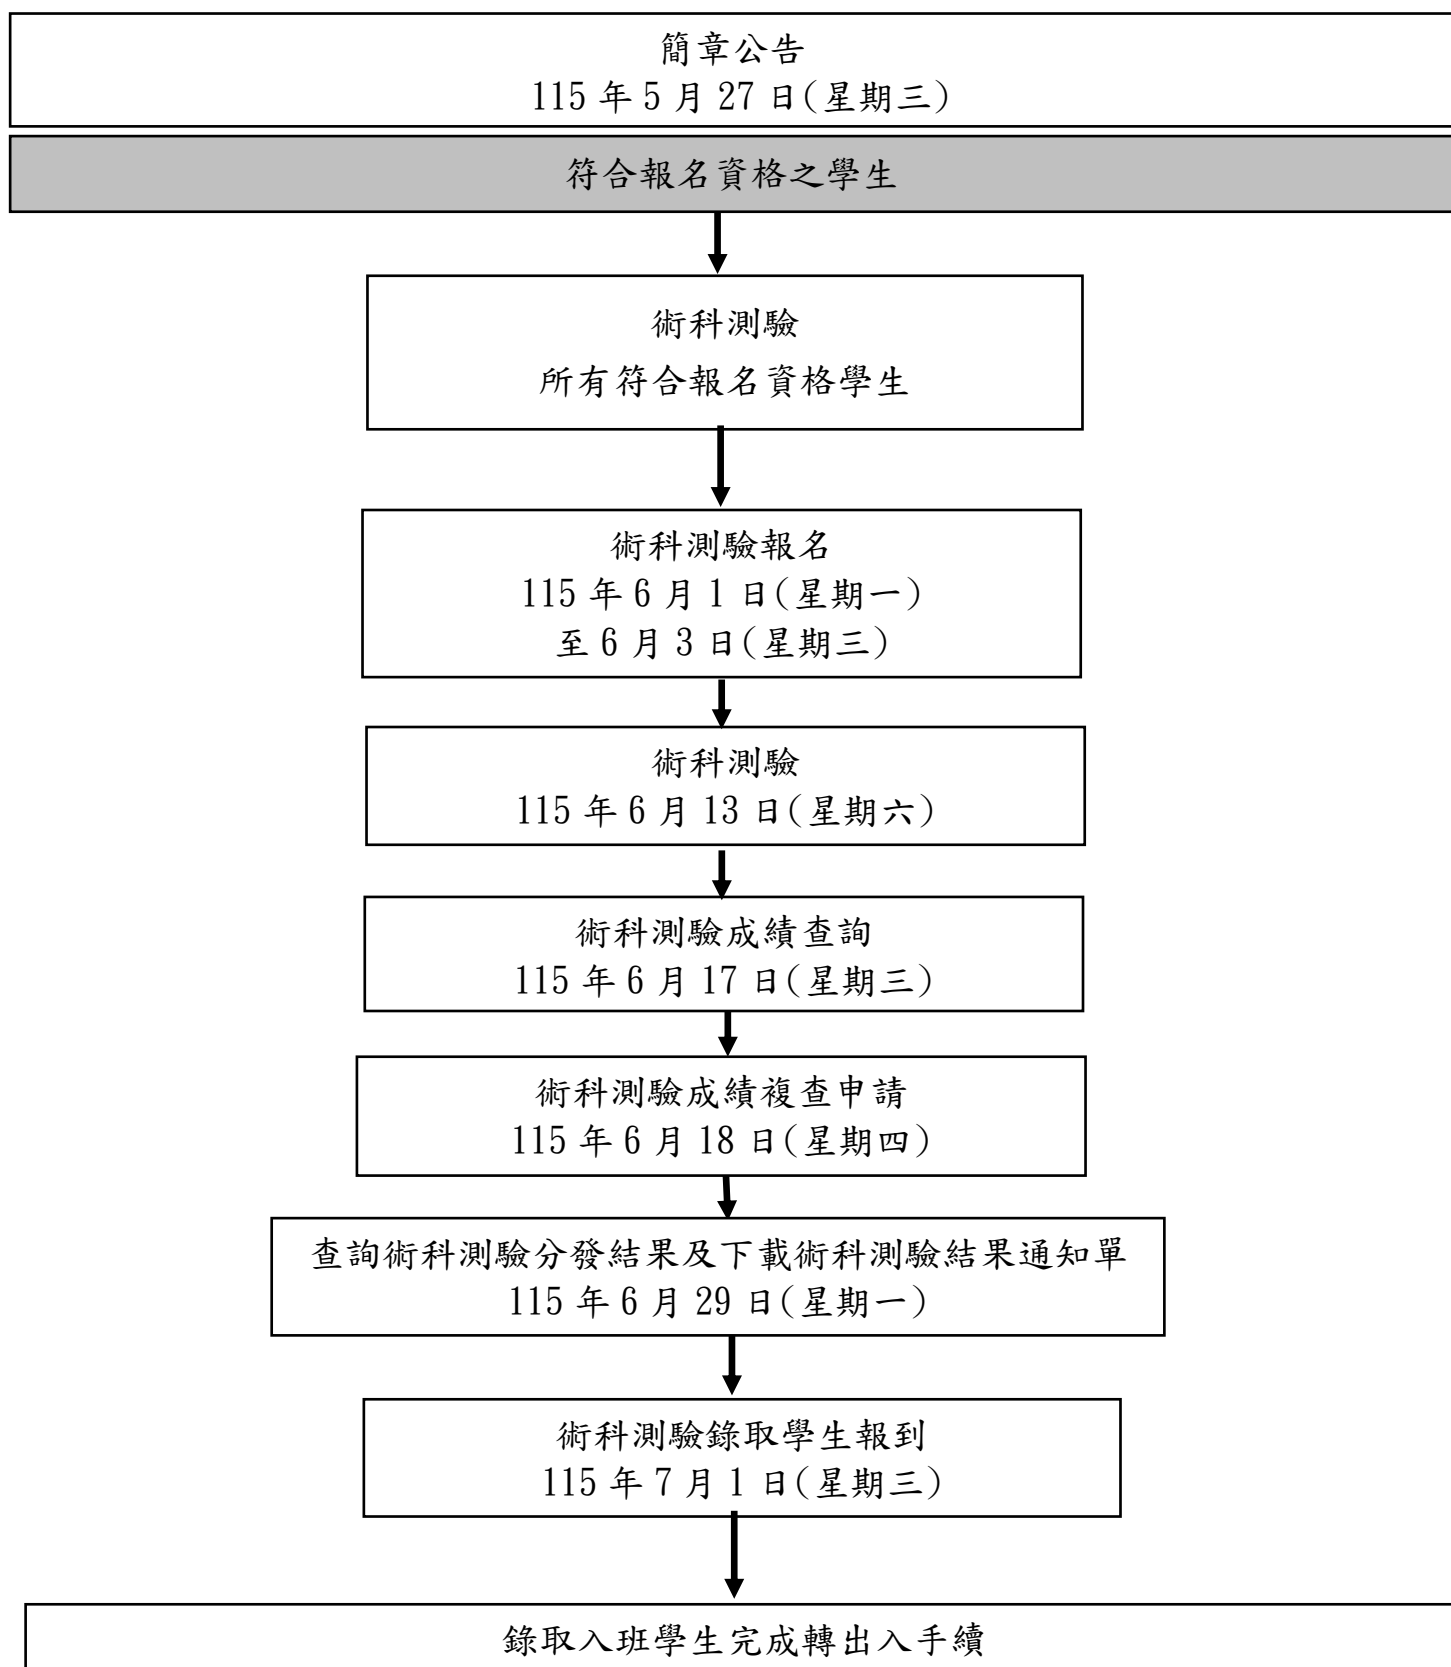 簡章公告
115 年 5 月 27 日(星期三)
符合報名資格之學生
術科測驗
所有符合報名資格學生
術科測驗報名
115 年 6 月 1 日(星期一)
至 6 月 3 日(星期三)
術科測驗
115 年 6 月 13 日(星期六)
術科測驗成績查詢
115 年 6 月 17 日(星期三)
術科測驗成績複查申請
115 年 6 月 18 日(星期四)
查詢術科測驗分發結果及下載術科測驗結果通知單
115 年 6 月 29 日(星期一)
術科測驗錄取學生報到
115 年 7 月 1 日(星期三)
錄取入班學生完成轉出入手續